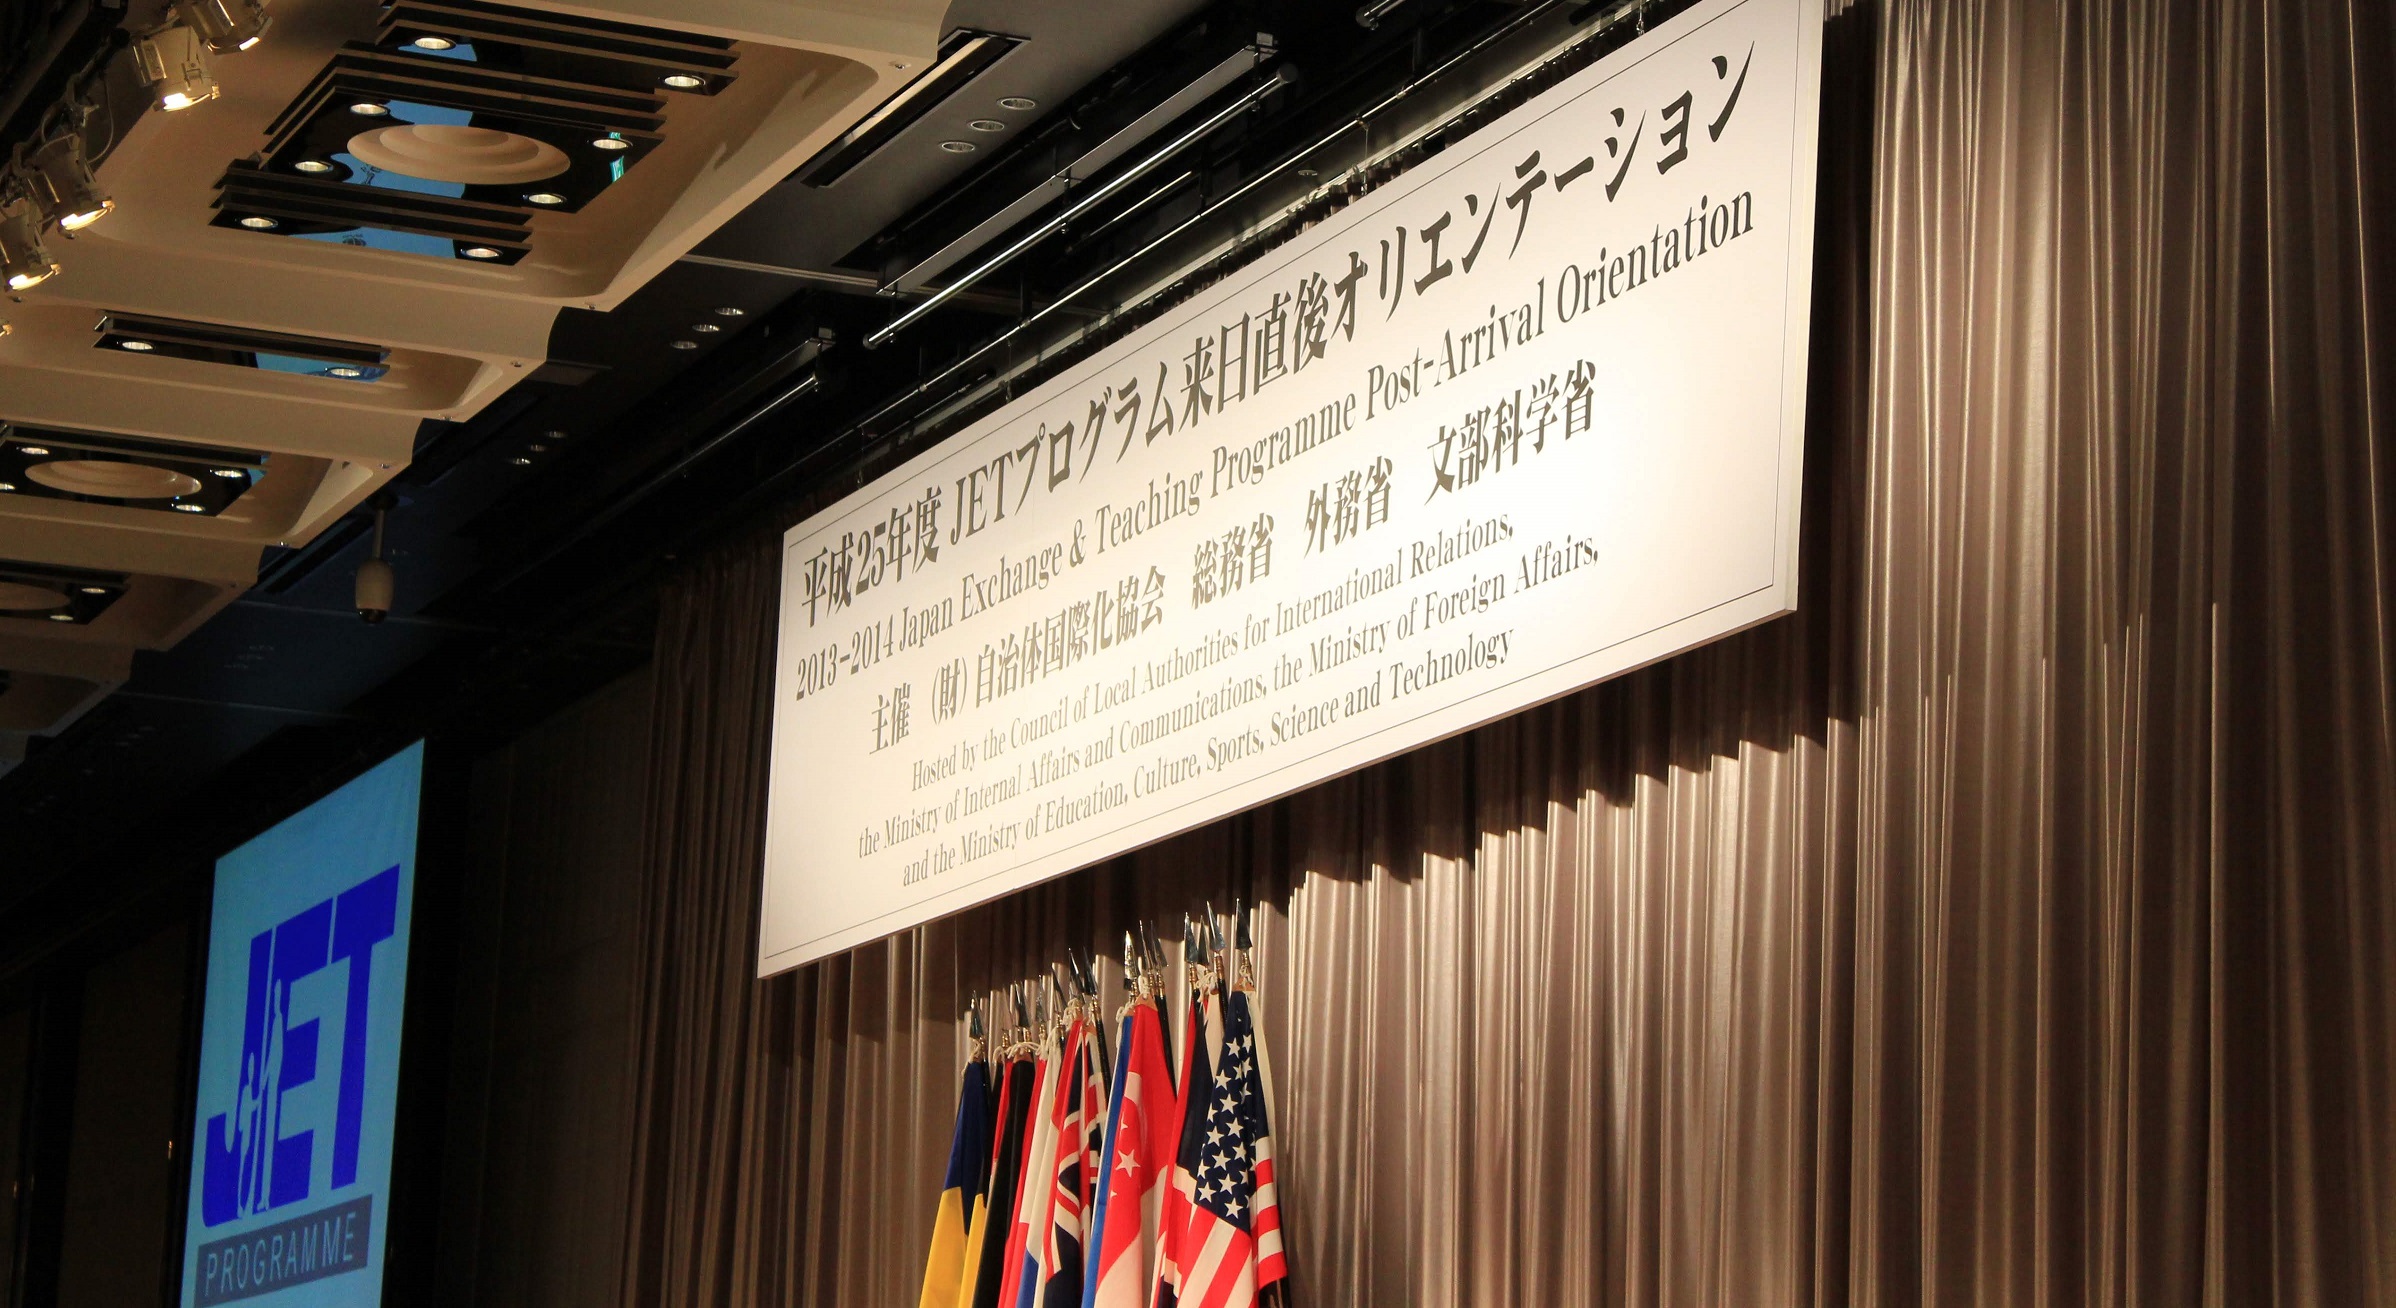 平成25年度 JETプログラム来日直後オリエンテーション
2013-2014 Japan Exchange & Teaching Programme Post-Arrival Orientation
主催 (財)自治体国際化協会 総務省 外務省 文部科学省
Hosted by the Council of Local Authorities for International Relations,
the Ministry of Internal Affairs and Communications, the Ministry of Foreign Affairs,
and the Ministry of Education, Culture, Sports, Science and Technology
JET
PROGRAMME